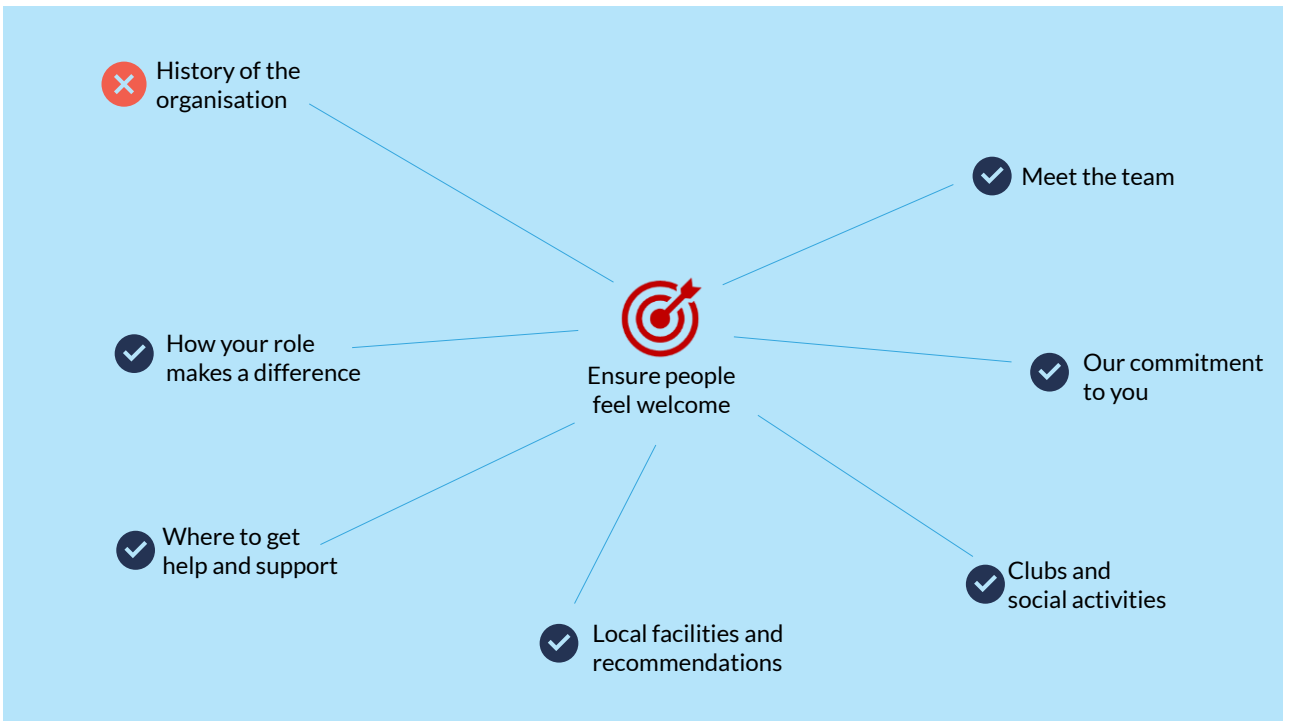 History of the
organisation
Meet the team
How your role
makes a difference
Ensure people
feel welcome
Our commitment
to you
Where to get
help and support
Clubs and
social activities
Local facilities and
recommendations